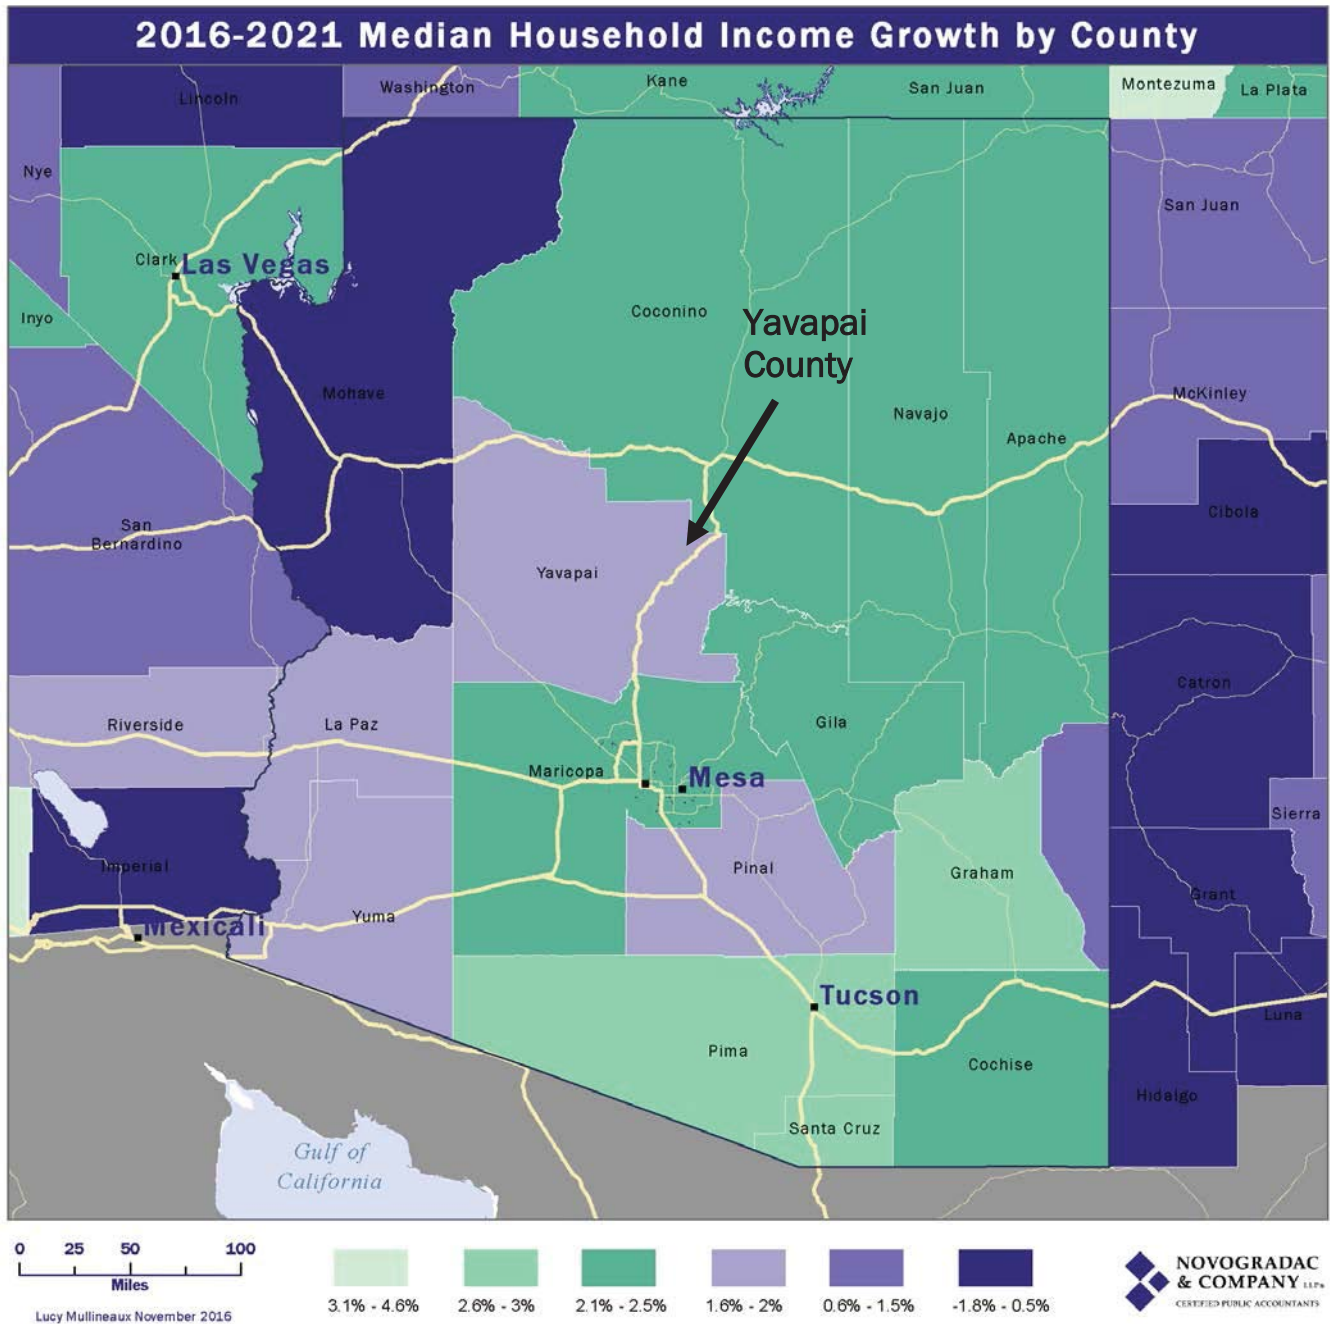 2016-2021 Median Household Income Growth by County
Lincoln
Washington
Kane
San Juan
Montezuma
La Plata
Nye
San Juan
Clark
Las Vegas
Inyo
Coconino
Yavapai
County
Mohave
McKinley
Navajo
Apache
San
Bernardino
Cibola
Yavapai
Catron
Riverside
La Paz
Gila
Maricopa
Mesa
Sierra
Imperial
Pinal
Graham
Grant
Yuma
Mexicali
Tucson
Luna
Pima
Cochise
Hidalgo
Santa Cruz
Gulf of
California
0 25 50 100
Miles
Lucy Mullineaux November 2016
3.1% - 4.6% 2.6% - 3% 2.1% - 2.5% 1.6% - 2% 0.6% - 1.5% -1.8% - 0.5%
NOVOGRADAC
& COMPANY LLP®
CERTIFIED PUBLIC ACCOUNTANTS